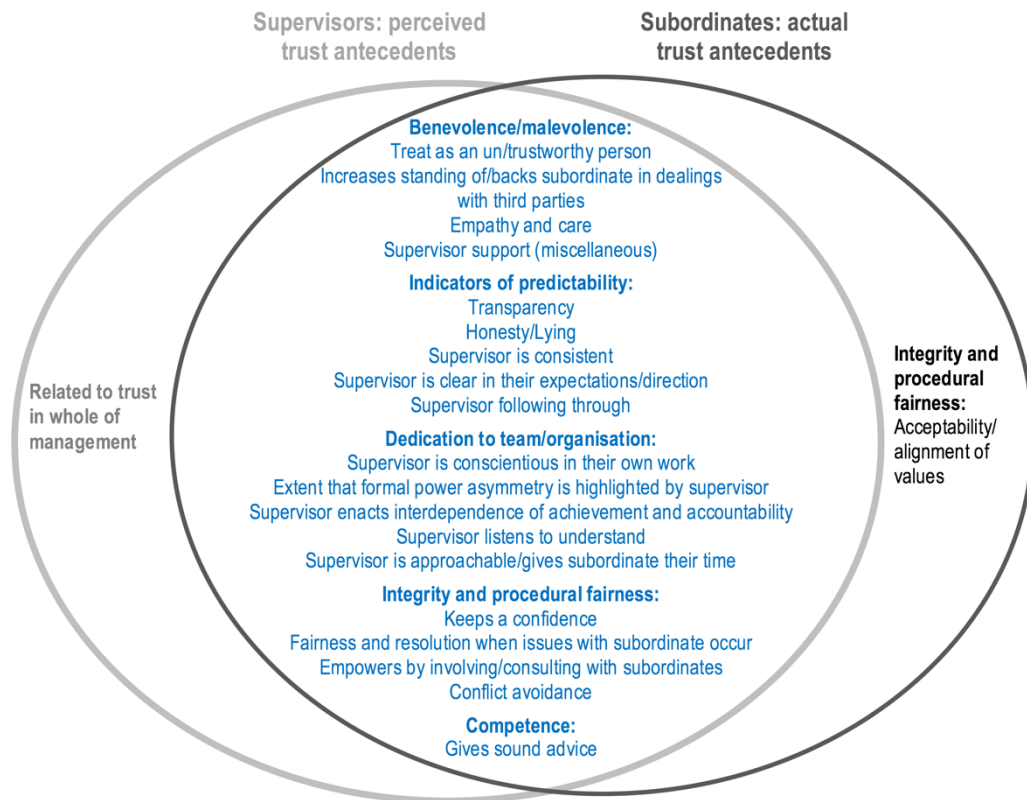 Supervisors: perceived
trust antecedents
Subordinates: actual
trust antecedents
Benevolence/malevolence:
Treat as an un/trustworthy person
Increases standing of/backs subordinate in dealings
with third parties
Empathy and care
Supervisor support (miscellaneous)
Indicators of predictability:
Transparency
Honesty/Lying
Supervisor is consistent
Supervisor is clear in their expectations/direction
Supervisor following through
Dedication to team/organisation:
Supervisor is conscientious in their own work
Extent that formal power asymmetry is highlighted by supervisor
Supervisor enacts interdependence of achievement and accountability
Supervisor listens to understand
Supervisor is approachable/gives subordinate their time
Integrity and procedural fairness:
Keeps a confidence
Fairness and resolution when issues with subordinate occur
Empowers by involving/consulting with subordinates
Conflict avoidance
Competence:
Gives sound advice
Related to trust
in whole of
management
Integrity and
procedural
fairness:
Acceptability/
alignment of
values